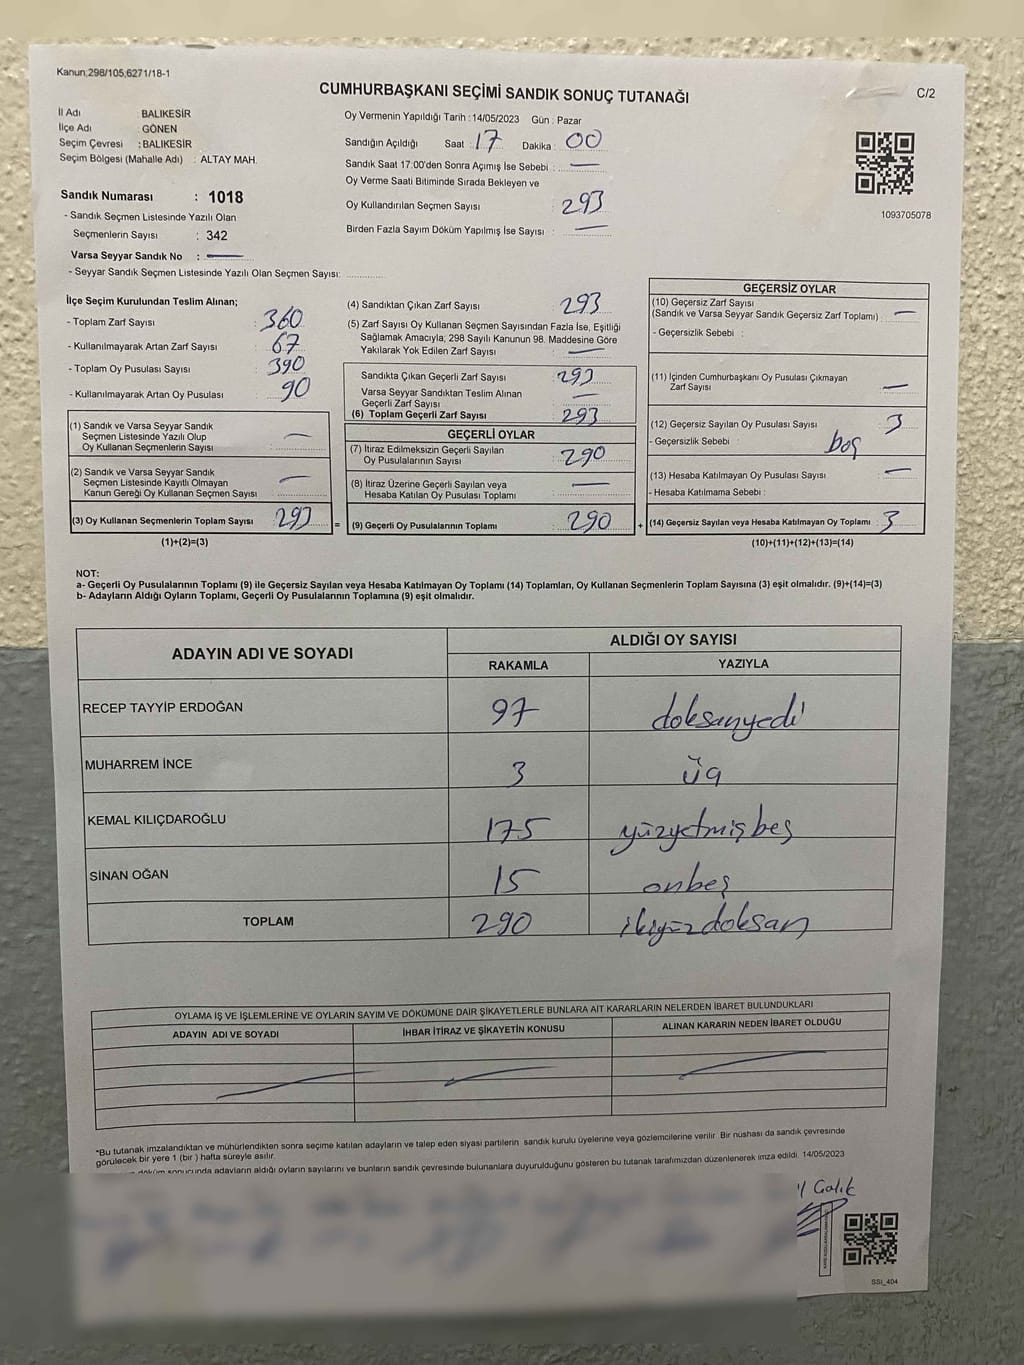 Kanun,298/105,6271/18-1
C/2
CUMHURBAŞKANI SEÇİMİ SANDIK SONUÇ TUTANAĞI
İl Adı BALIKESİR
İlçe Adı GÖNEN
Seçim Çevresi : BALIKESİR
Seçim Bölgesi (Mahalle Adı) : ALTAY MAH.
Sandık Numarası : 1018
- Sandık Seçmen Listesinde Yazılı Olan
Seçmenlerin Sayısı : 342
Varsa Seyyar Sandık No : —
- Seyyar Sandık Seçmen Listesinde Yazılı Olan Seçmen Sayısı:
Oy Vermenin Yapıldığı Tarih :14/05/2023 Gün : Pazar
Sandığın Açıldığı Saat : 17 Dakika : 00
Sandık Saat 17:00'den Sonra Açımış İse Sebebi : —
Oy Verme Saati Bitiminde Sırada Bekleyen ve
Oy Kullandırılan Seçmen Sayısı : 293
Birden Fazla Sayım Döküm Yapılmış İse Sayısı : —
1093705078
İlçe Seçim Kurulundan Teslim Alınan;
- Toplam Zarf Sayısı : 360
- Kullanılmayarak Artan Zarf Sayısı : 67
- Toplam Oy Pusulası Sayısı : 390
- Kullanılmayarak Artan Oy Pusulası : 90
(1) Sandık ve Varsa Seyyar Sandık
Seçmen Listesinde Yazılı Olup
Oy Kullanan Seçmenlerin Sayısı : —
(2) Sandık ve Varsa Seyyar Sandık
Seçmen Listesinde Kayıtlı Olmayan
Kanun Gereği Oy Kullanan Seçmen Sayısı : —
(3) Oy Kullanan Seçmenlerin Toplam Sayısı : 293
(1)+(2)=(3)
(4) Sandıktan Çıkan Zarf Sayısı : 293
(5) Zarf Sayısı Oy Kullanan Seçmen Sayısından Fazla İse, Eşitliği
Sağlamak Amacıyla; 298 Sayılı Kanunun 98. Maddesine Göre
Yakılarak Yok Edilen Zarf Sayısı : —
Sandıkta Çıkan Geçerli Zarf Sayısı : 293
Varsa Seyyar Sandıktan Teslim Alınan
Geçerli Zarf Sayısı : —
(6) Toplam Geçerli Zarf Sayısı : 293
GEÇERLİ OYLAR
(7) İtiraz Edilmeksizin Geçerli Sayılan
Oy Pusulalarının Sayısı : 290
(8) İtiraz Üzerine Geçerli Sayılan veya
Hesaba Katılan Oy Pusulası Toplamı : —
= (9) Geçerli Oy Pusulalarının Toplamı : 290 +
GEÇERSİZ OYLAR
(10) Geçersiz Zarf Sayısı
(Sandık ve Varsa Seyyar Sandık Geçersiz Zarf Toplamı) : —
- Geçersizlik Sebebi :
(11) İçinden Cumhurbaşkanı Oy Pusulası Çıkmayan
Zarf Sayısı : —
(12) Geçersiz Sayılan Oy Pusulası Sayısı : 3
- Geçersizlik Sebebi : boş
(13) Hesaba Katılmayan Oy Pusulası Sayısı : —
- Hesaba Katılmama Sebebi :
(14) Geçersiz Sayılan veya Hesaba Katılmayan Oy Toplamı : 3
(10)+(11)+(12)+(13)=(14)
NOT:
a- Geçerli Oy Pusulalarının Toplamı (9) ile Geçersiz Sayılan veya Hesaba Katılmayan Oy Toplamı (14) Toplamları, Oy Kullanan Seçmenlerin Toplam Sayısına (3) eşit olmalıdır. (9)+(14)=(3)
b- Adayların Aldığı Oyların Toplamı, Geçerli Oy Pusulalarının Toplamına (9) eşit olmalıdır.
ADAYIN ADI VE SOYADI ALDIĞI OY SAYISI
RAKAMLA YAZIYLA
RECEP TAYYİP ERDOĞAN 97 doksanyedi
MUHARREM İNCE 3 üç
KEMAL KILIÇDAROĞLU 175 yüzyetmişbeş
SİNAN OĞAN 15 onbeş
TOPLAM 290 ikiyüzdoksan
OYLAMA İŞ VE İŞLEMLERİNE VE OYLARIN SAYIM VE DÖKÜMÜNE DAİR ŞİKAYETLERLE BUNLARA AİT KARARLARIN NELERDEN İBARET BULUNDUKLARI
ADAYIN ADI VE SOYADI İHBAR İTİRAZ VE ŞİKAYETİN KONUSU ALINAN KARARIN NEDEN İBARET OLDUĞU
*Bu tutanak imzalandıktan ve mühürlendikten sonra seçime katılan adayların ve talep eden siyasi partilerin sandık kurulu üyelerine veya gözlemcilerine verilir. Bir nüshası da sandık çevresinde
görülecek bir yere 1 (bir ) hafta süreyle asılır.
döküm sonucunda adayların aldığı oyların sayılarını ve bunların sandık çevresinde bulunanlara duyurulduğunu gösteren bu tutanak tarafımızdan düzenlenerek imza edildi. 14/05/2023
Çalık
SSI_404